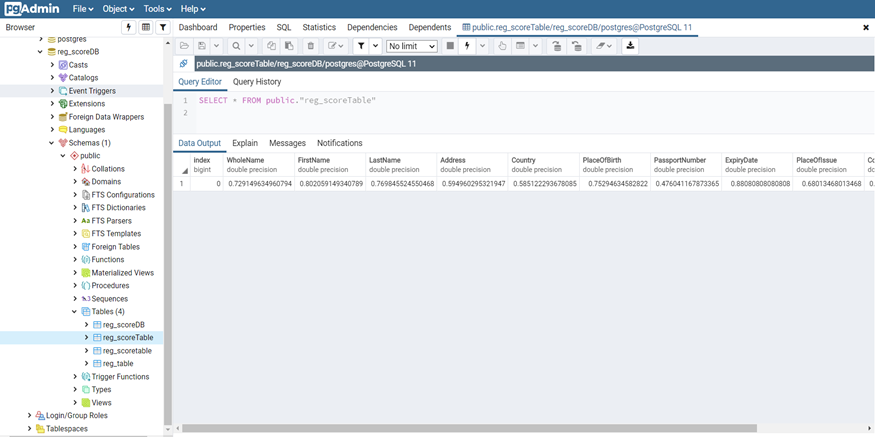 pgAdmin File Object Tools Help
Browser
Dashboard Properties SQL Statistics Dependencies Dependents public.reg_scoreTable/reg_scoreDB/postgres@PostgreSQL 11
postgres
reg_scoreDB
Casts
Catalogs
Event Triggers
Extensions
Foreign Data Wrappers
Languages
Schemas (1)
public
Collations
Domains
FTS Configurations
FTS Dictionaries
FTS Parsers
FTS Templates
Foreign Tables
Functions
Materialized Views
Procedures
Sequences
Tables (4)
reg_scoreDB
reg_scoreTable
reg_scoretable
reg_table
Trigger Functions
Types
Views
Login/Group Roles
Tablespaces
No limit
public.reg_scoreTable/reg_scoreDB/postgres@PostgreSQL 11
Query Editor Query History
1 SELECT * FROM public."reg_scoreTable"
2
Data Output Explain Messages Notifications
index WholeName FirstName LastName Address Country PlaceOfBirth PassportNumber ExpiryDate PlaceOfIssue Co
bigint double precision double precision double precision double precision double precision double precision double precision double precision double precision
1 0 0.729149634960794 0.802059149340789 0.769845524550468 0.594960295321947 0.585122293678085 0.75294634582822 0.476041167873365 0.88080808080808 0.68013468013468